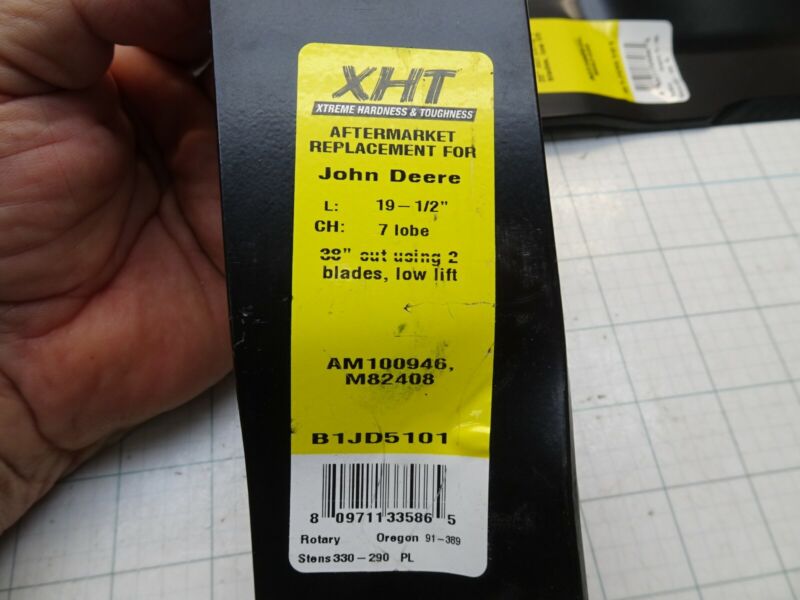 XHT
XTREME HARDNESS & TOUGHNESS
AFTERMARKET
REPLACEMENT FOR
John Deere
L: 19-1/2"
CH: 7 lobe
38" cut using 2
blades, low lift
AM100946,
M82408
B1JD5101
8 09711 33586 5
Rotary Oregon 91-389
Stens 330-290 PL